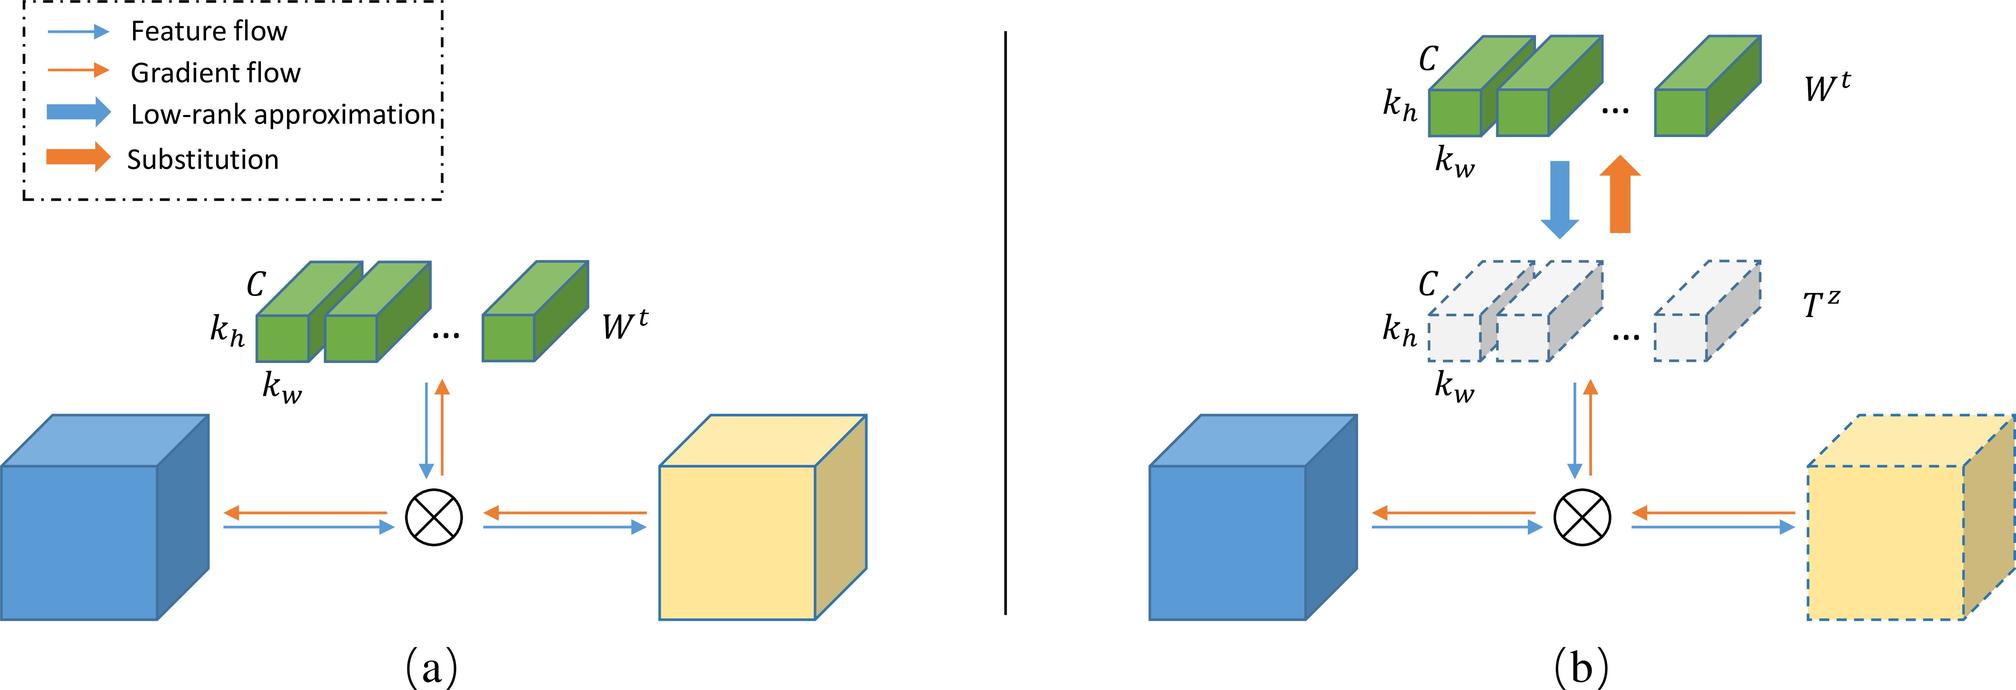 Feature flow
Gradient flow
Low-rank approximation
Substitution
C
k_h
k_w
...
W^t
(a)
C
k_h
k_w
...
W^t
C
k_h
k_w
...
T^z
(b)